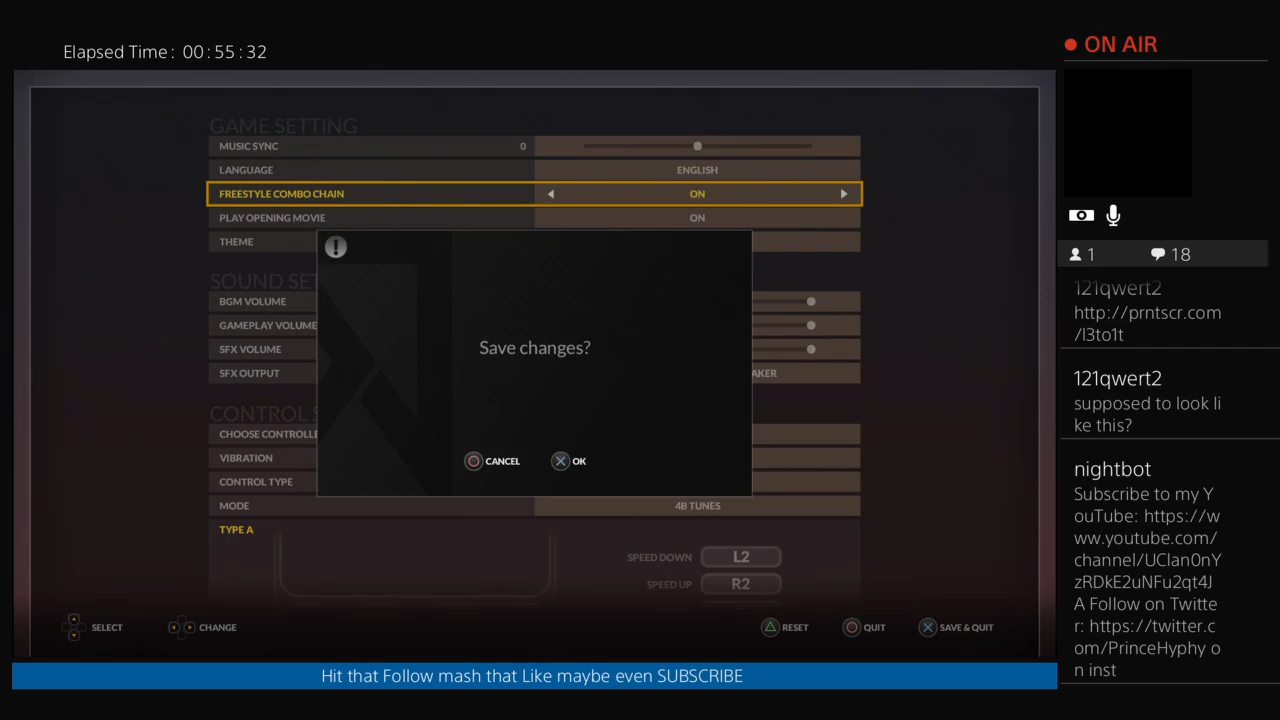 Elapsed Time: 00:55:32
ON AIR
GAME SETTING
MUSIC SYNC 0
LANGUAGE ENGLISH
FREESTYLE COMBO CHAIN ON
PLAY OPENING MOVIE ON
THEME
SOUND SET
BGM VOLUME
GAMEPLAY VOLUME
SFX VOLUME
SFX OUTPUT AKER
CONTROL S
CHOOSE CONTROLLE
VIBRATION
CONTROL TYPE
MODE 4B TUNES
TYPE A
SPEED DOWN L2
SPEED UP R2
Save changes?
CANCEL OK
SELECT CHANGE RESET QUIT SAVE & QUIT
Hit that Follow mash that Like maybe even SUBSCRIBE
1 18
121qwert2
http://prntscr.com
/l3to1t
121qwert2
supposed to look li
ke this?
nightbot
Subscribe to my Y
ouTube: https://w
ww.youtube.com/
channel/UClan0nY
zRDkE2uNFu2qt4J
A Follow on Twitte
r: https://twitter.c
om/PrinceHyphy o
n inst